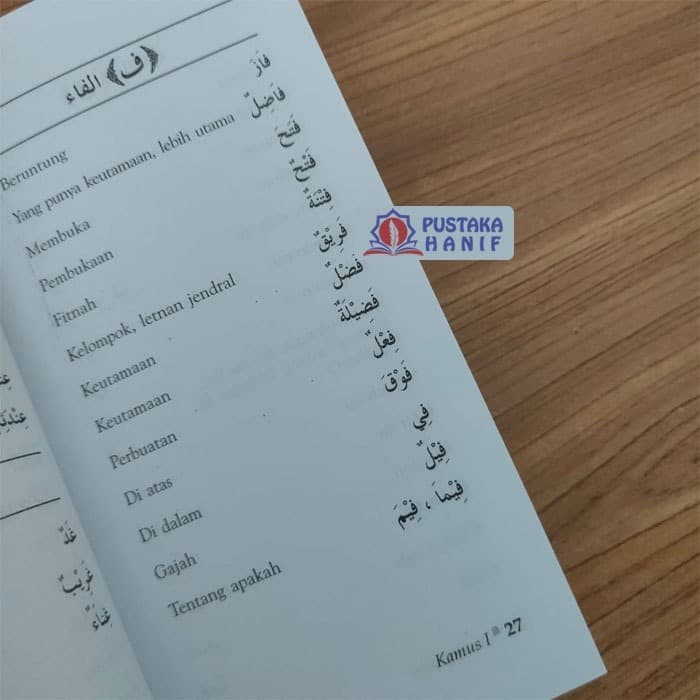 ﴿ف﴾ الفاء
Beruntung فَازَ
Yang punya keutamaan, lebih utama فَاضِلٌ
Membuka فَتَحَ
Pembukaan فَتْحٌ
Fitnah فِتْنَةٌ
Kelompok, letnan jendral فَرِيْقٌ
Keutamaan فَضْلٌ
Keutamaan فَضِيْلَةٌ
Perbuatan فِعْلٌ
Di atas فَوْقَ
Di dalam فِي
Gajah فِيْلٌ
Tentang apakah فِيْمَا ، فِيْمَ
Kamus I 27
PUSTAKA
HANIF
غَدٌ
غَرِيْبٌ
غِنَاءٌ